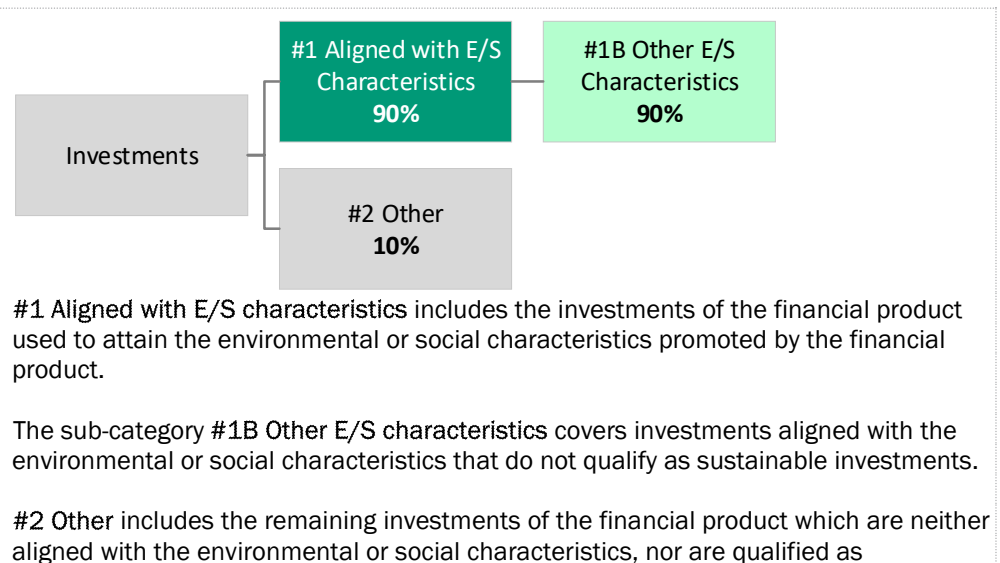 #1 Aligned with E/S
Characteristics
90%
#1B Other E/S
Characteristics
90%
Investments
#2 Other
10%
#1 Aligned with E/S characteristics includes the investments of the financial product
used to attain the environmental or social characteristics promoted by the financial
product.
The sub-category #1B Other E/S characteristics covers investments aligned with the
environmental or social characteristics that do not qualify as sustainable investments.
#2 Other includes the remaining investments of the financial product which are neither
aligned with the environmental or social characteristics, nor are qualified as